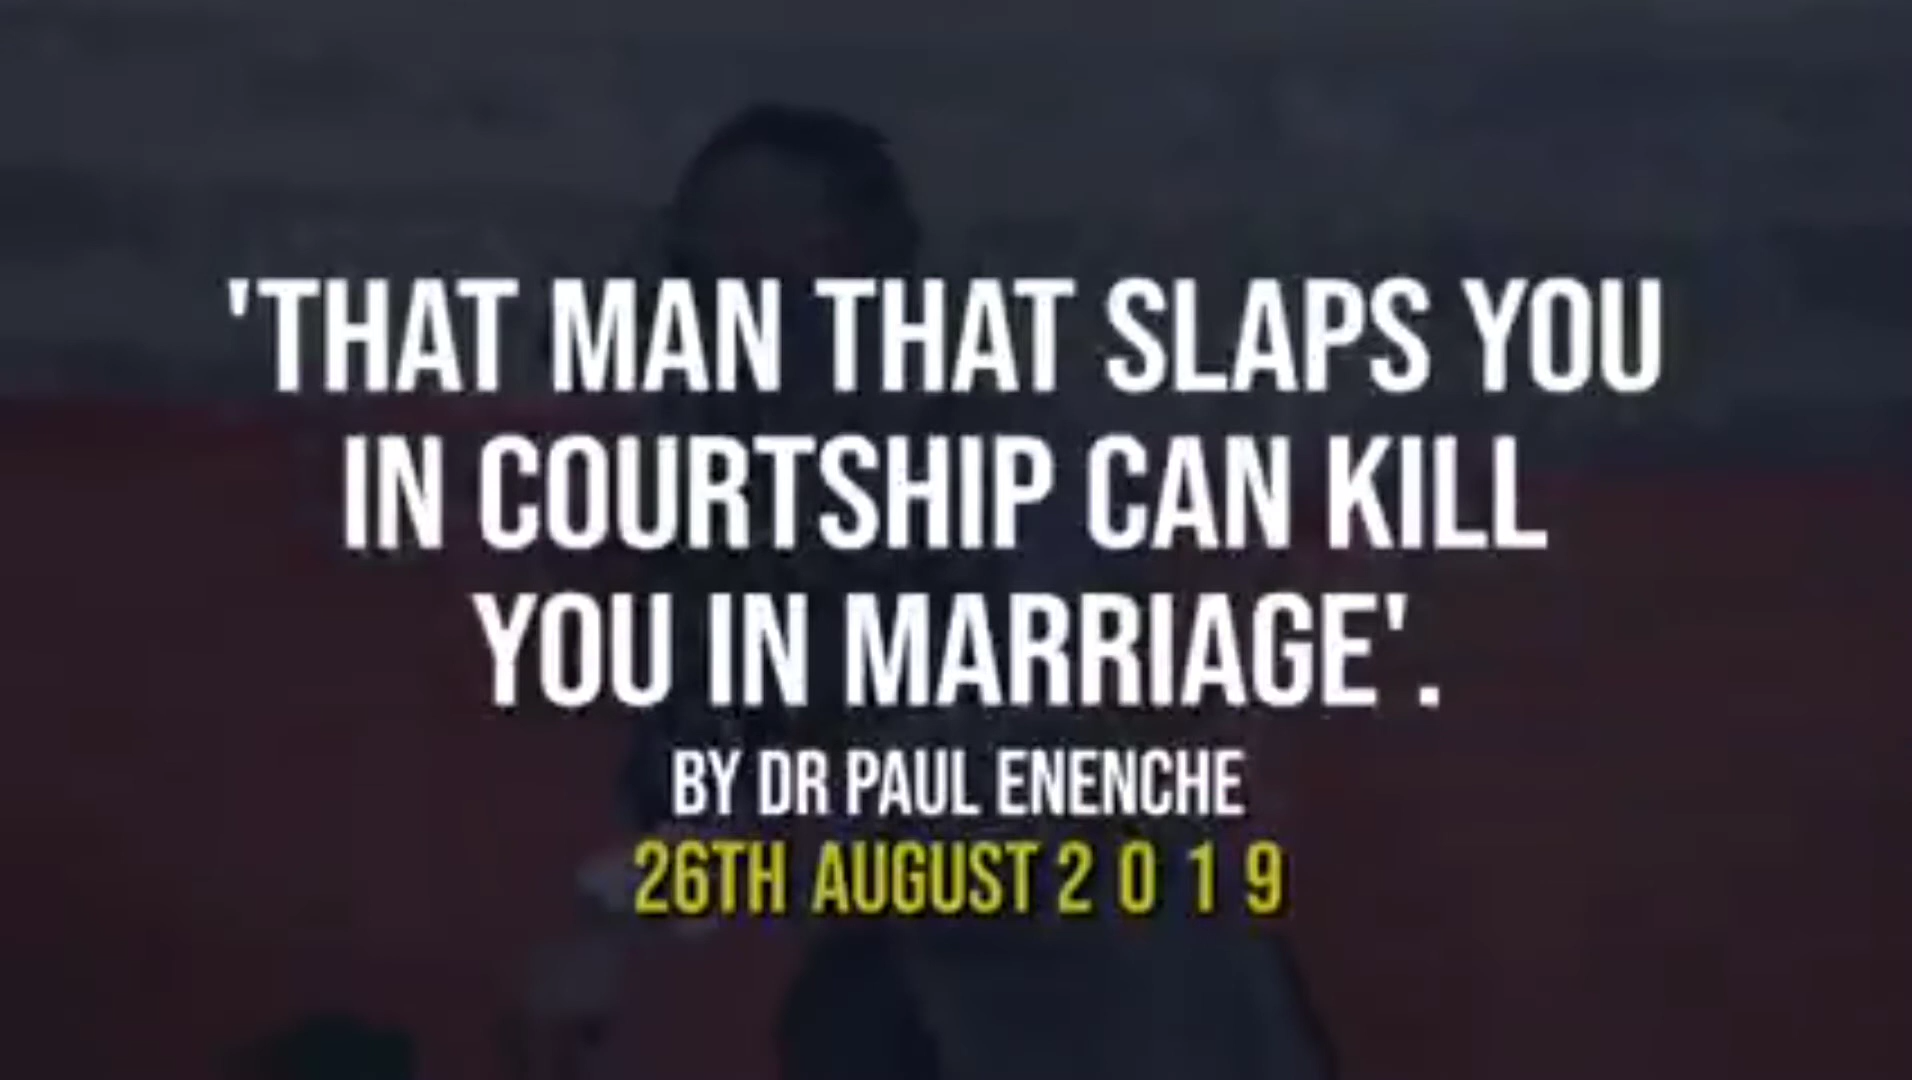 'THAT MAN THAT SLAPS YOU
IN COURTSHIP CAN KILL
YOU IN MARRIAGE'.
BY DR PAUL ENENCHE
26TH AUGUST 2 0 1 9